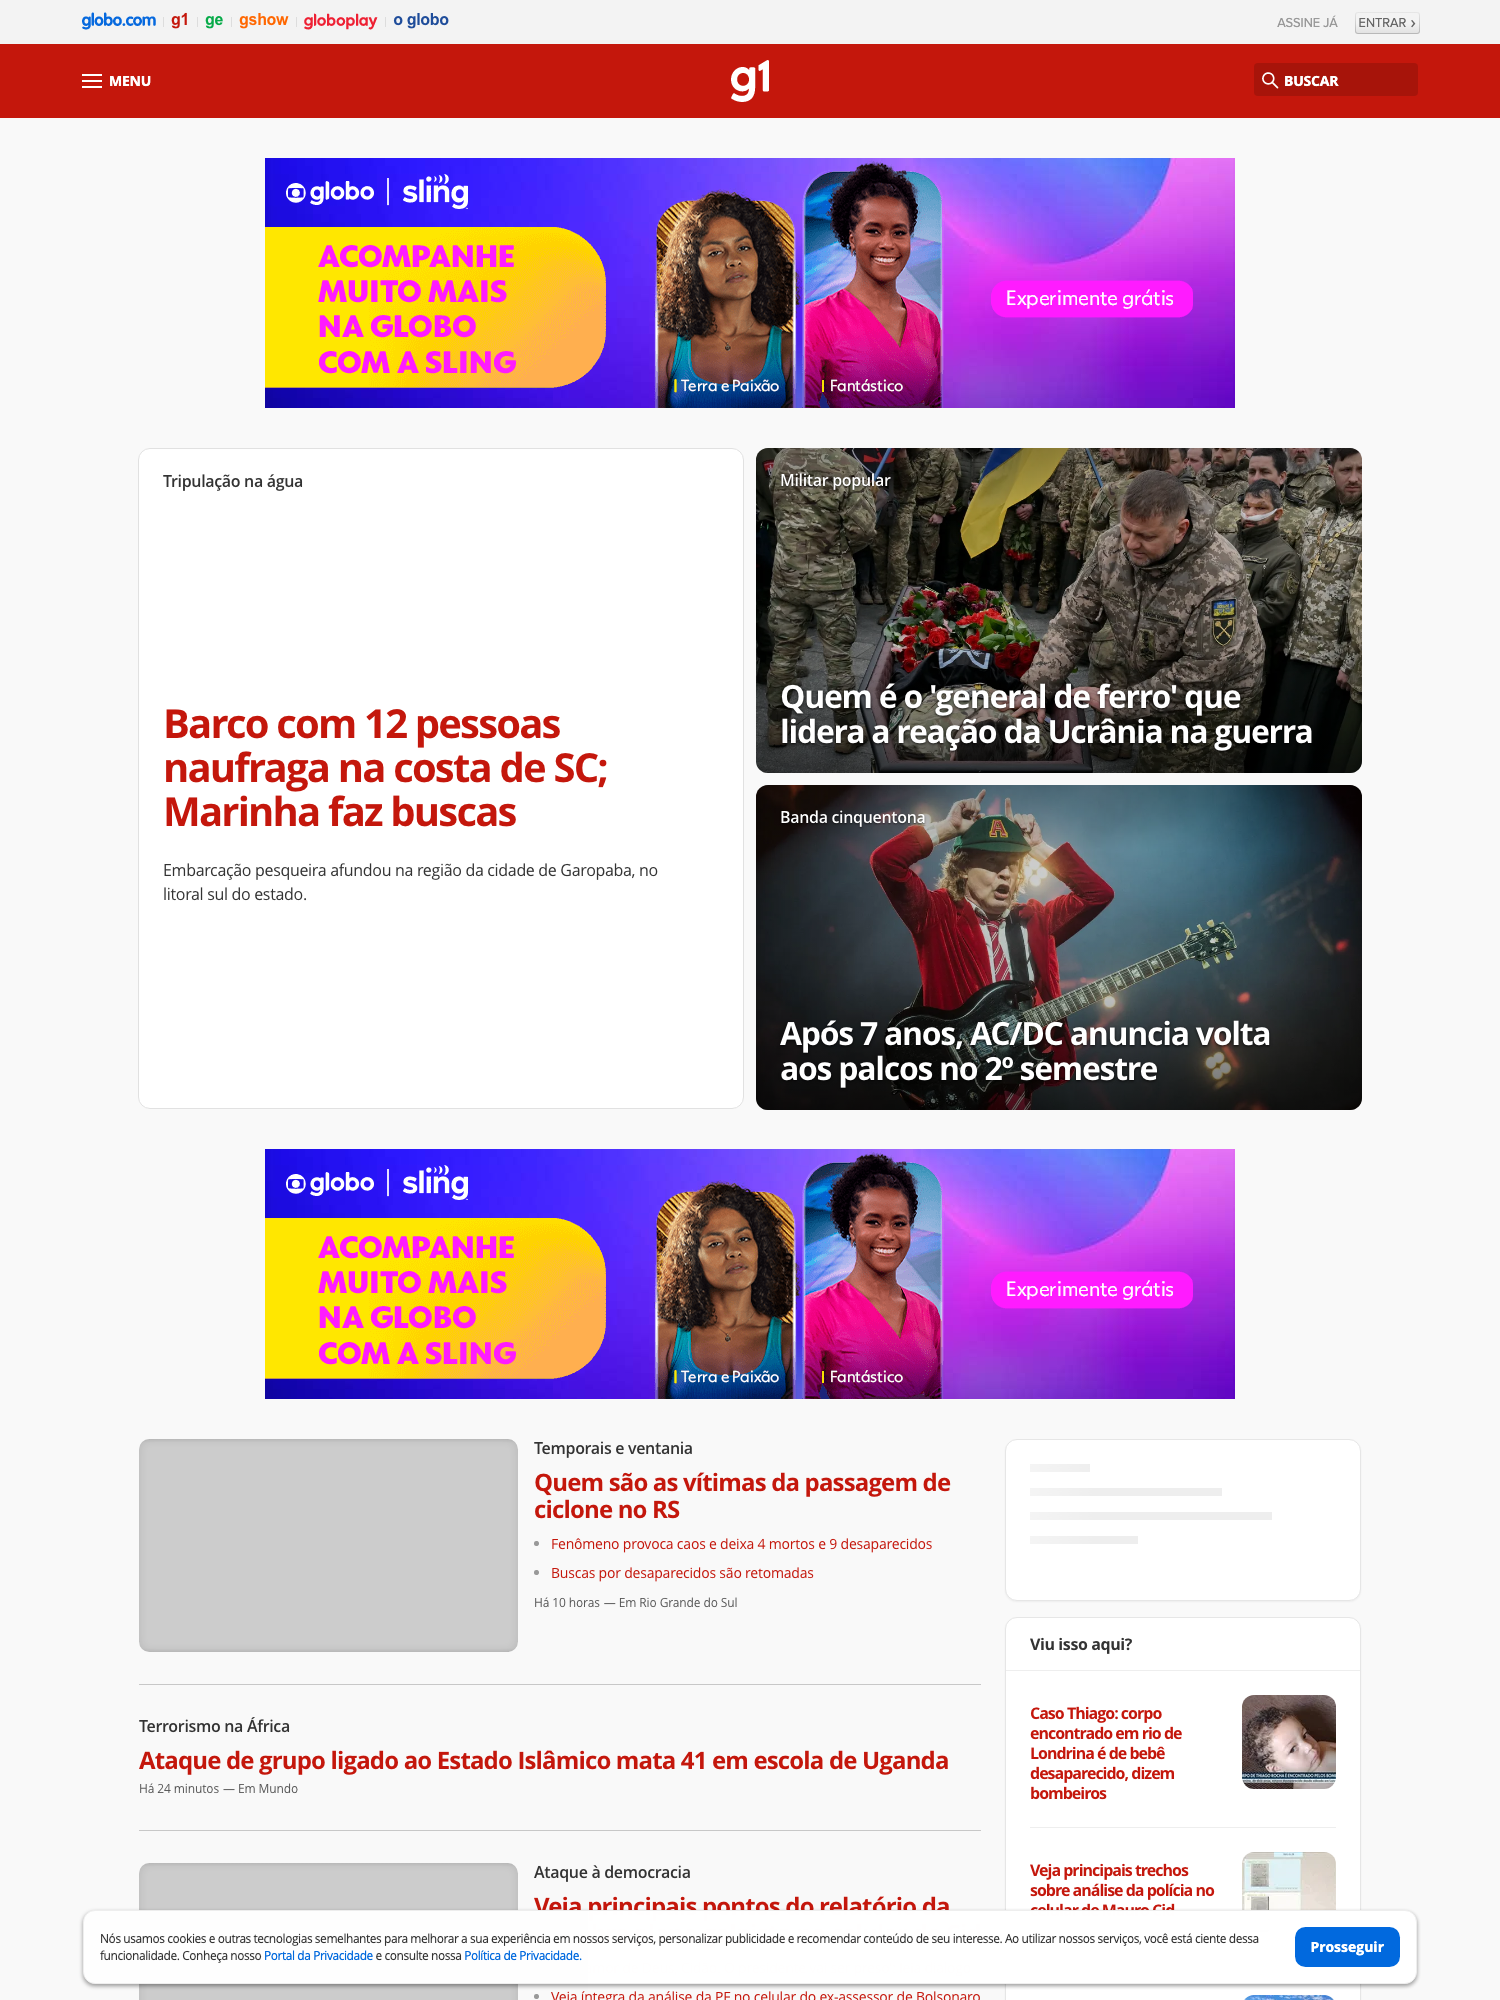 globo.com g1 ge gshow globoplay o globo
ASSINE JÁ ENTRAR ›
MENU
g1
BUSCAR
globo | sling
ACOMPANHE
MUITO MAIS
NA GLOBO
COM A SLING
Terra e Paixão
Fantástico
Experimente grátis
Tripulação na água
Barco com 12 pessoas
naufraga na costa de SC;
Marinha faz buscas
Embarcação pesqueira afundou na região da cidade de Garopaba, no
litoral sul do estado.
Militar popular
Quem é o 'general de ferro' que
lidera a reação da Ucrânia na guerra
Banda cinquentona
A
Após 7 anos, AC/DC anuncia volta
aos palcos no 2º semestre
globo | sling
ACOMPANHE
MUITO MAIS
NA GLOBO
COM A SLING
Terra e Paixão
Fantástico
Experimente grátis
Temporais e ventania
Quem são as vítimas da passagem de
ciclone no RS
Fenômeno provoca caos e deixa 4 mortos e 9 desaparecidos
Buscas por desaparecidos são retomadas
Há 10 horas — Em Rio Grande do Sul
Terrorismo na África
Ataque de grupo ligado ao Estado Islâmico mata 41 em escola de Uganda
Há 24 minutos — Em Mundo
Ataque à democracia
Veja principais pontos do relatório da
Veja íntegra da análise da PF no celular do ex-assessor de Bolsonaro
Viu isso aqui?
Caso Thiago: corpo
encontrado em rio de
Londrina é de bebê
desaparecido, dizem
bombeiros
Veja principais trechos
sobre análise da polícia no
celular de Mauro Cid
Nós usamos cookies e outras tecnologias semelhantes para melhorar a sua experiência em nossos serviços, personalizar publicidade e recomendar conteúdo de seu interesse. Ao utilizar nossos serviços, você está ciente dessa
funcionalidade. Conheça nosso Portal da Privacidade e consulte nossa Política de Privacidade.
Prosseguir